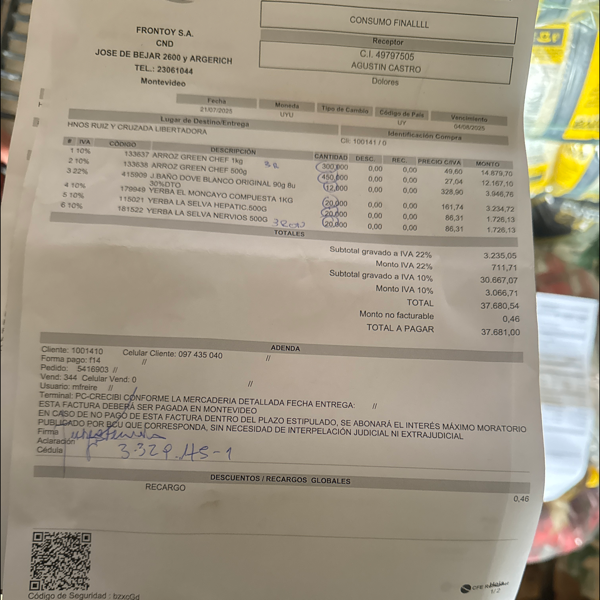 CONSUMO FINALLLL
FRONTOY S.A.
CND
JOSE DE BEJAR 2600 y ARGERICH
TEL.: 23061044
Montevideo
Receptor
C.I. 49797505
AGUSTIN CASTRO
Dolores
Fecha Moneda Tipo de Cambio Código de País Vencimiento
21/07/2025 UYU UY 04/08/2025
Lugar de Destino/Entrega Identificación Compra
HNOS RUIZ Y CRUZADA LIBERTADORA Cli: 100141 / 0
# IVA CODIGO DESCRIPCIÓN CANTIDAD DESC. REC. PRECIO C/IVA MONTO
1 10% 133637 ARROZ GREEN CHEF 1kg 300,000 0,00 0,00 49,60 14.879,70
2 10% 133638 ARROZ GREEN CHEF 500g 450,000 0,00 0,00 27,04 12.167,10
3 22% 415909 J.BAÑO DOVE BLANCO ORIGINAL 90g 6u 12,000 0,00 0,00 328,90 3.946,76
30%DTO
4 10% 179949 YERBA EL MONCAYO COMPUESTA 1KG 20,000 0,00 0,00 161,74 3.234,72
5 10% 115021 YERBA LA SELVA HEPATIC.500G 20,000 0,00 0,00 86,31 1.726,13
6 10% 181522 YERBA LA SELVA NERVIOS 500G 20,000 0,00 0,00 86,31 1.726,13
TOTALES
Subtotal gravado a IVA 22% 3.235,05
Monto IVA 22% 711,71
Subtotal gravado a IVA 10% 30.667,07
Monto IVA 10% 3.066,71
TOTAL 37.680,54
Monto no facturable 0,46
TOTAL A PAGAR 37.681,00
ADENDA
Cliente: 1001410 Celular Cliente: 097 435 040 //
Forma pago: f14 //
Pedido: 5416903 //
Vend: 344 Celular Vend: 0 //
Usuario: mfreire //
Terminal: PC-CRECIBI CONFORME LA MERCADERIA DETALLADA FECHA ENTREGA: //
ESTA FACTURA DEBERÁ SER PAGADA EN MONTEVIDEO
EN CASO DE NO PAGO DE ESTA FACTURA DENTRO DEL PLAZO ESTIPULADO, SE ABONARÁ EL INTERÉS MÁXIMO MORATORIO
PUBLICADO POR BCU QUE CORRESPONDA, SIN NECESIDAD DE INTERPELACIÓN JUDICIAL NI EXTRAJUDICIAL
Firma
Aclaración
Cédula 3.329.45-1
DESCUENTOS / RECARGOS GLOBALES
RECARGO 0,46
Código de Seguridad : bzxcGd
1/2